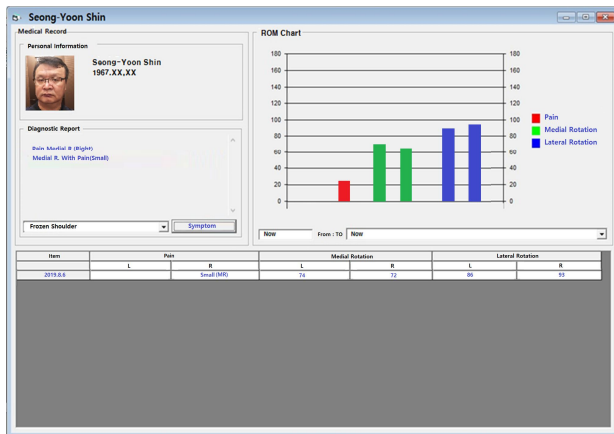 Seong-Yoon Shin
Medical Record
Personal Information
Seong-Yoon Shin
1967.XX.XX
Diagnostic Report
Pain Medial R (Right)
Medial R. With Pain(Small)
Frozen Shoulder
Symptom
ROM Chart
180 180
160 160
140 140
120 120
100 100
80 80
60 60
40 40
20 20
0 0
Pain
Medial Rotation
Lateral Rotation
Now From : TO Now
Item Pain Medial Rotation Lateral Rotation
L R L R L R
2019.8.6 Small (MR) 74 72 86 93